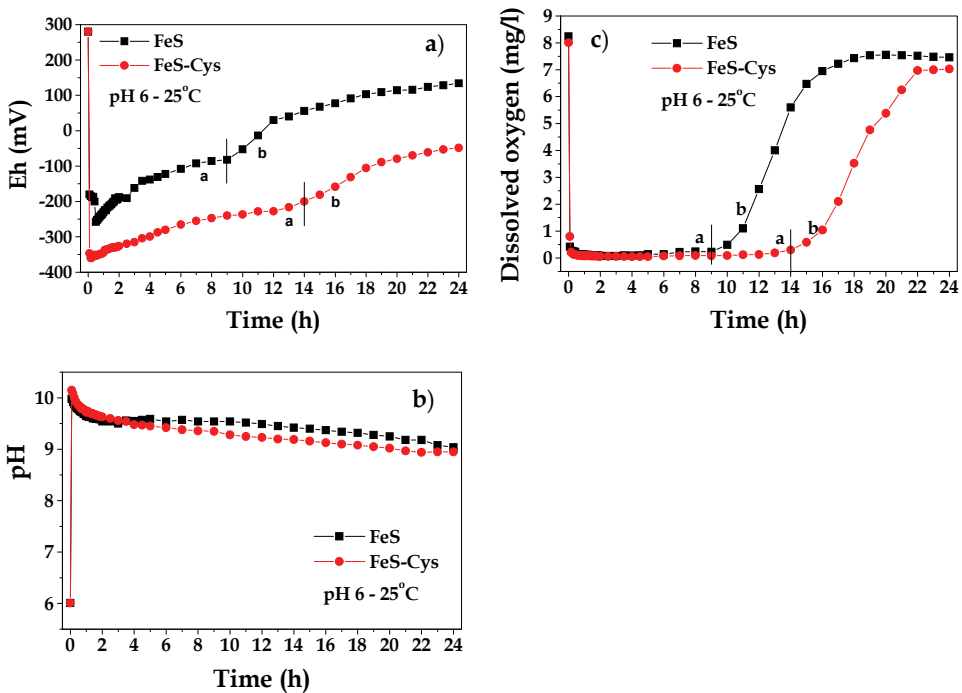 300
200
100
0
-100
-200
-300
-400
Eh (mV)
FeS
FeS-Cys
pH 6 - 25°C
a)
a
b
a
b
0 2 4 6 8 10 12 14 16 18 20 22 24
Time (h)
9
8
7
6
5
4
3
2
1
0
Dissolved oxygen (mg/l)
c)
FeS
FeS-Cys
pH 6 - 25°C
a
b
a
b
0 2 4 6 8 10 12 14 16 18 20 22 24
Time (h)
10
9
8
7
6
pH
b)
FeS
FeS-Cys
pH 6 - 25°C
0 2 4 6 8 10 12 14 16 18 20 22 24
Time (h)